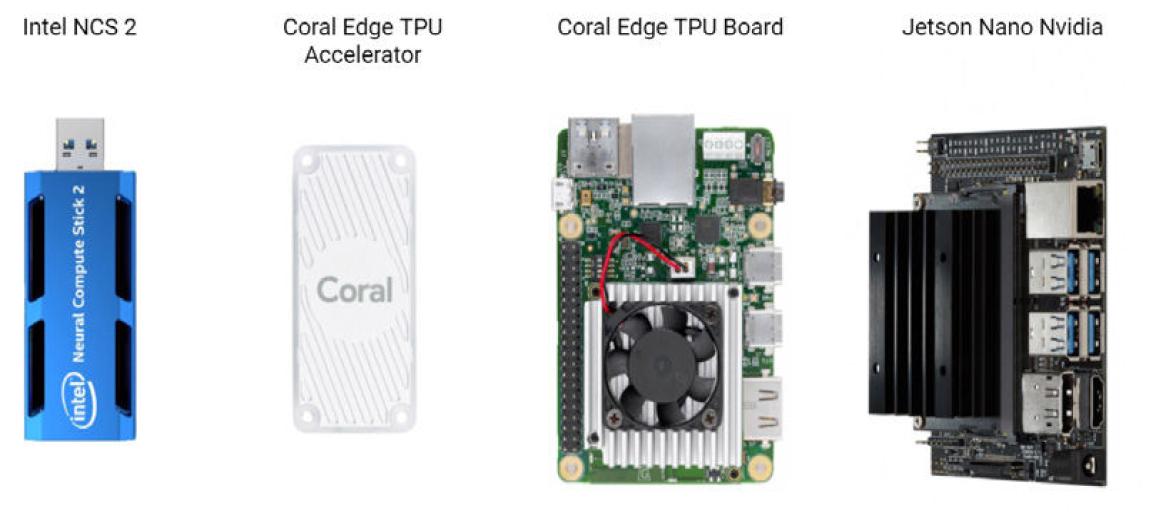 Intel NCS 2
Coral Edge TPU
Accelerator
Coral Edge TPU Board
Jetson Nano Nvidia
intel Neural Compute Stick 2
Coral